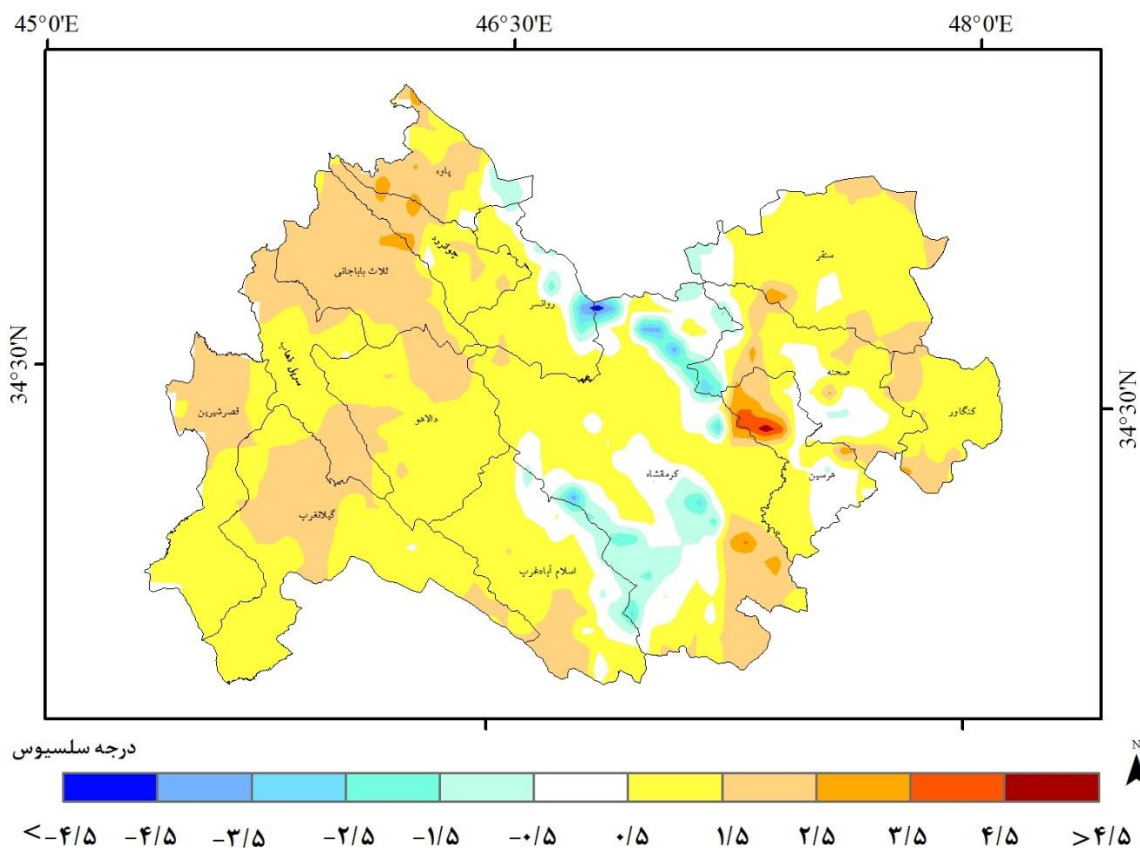 45°0'E 46°30'E 48°0'E
34°30'N
34°30'N
پاوه
جوانرود
ثلاث باباجانی
روانسر
سنقر
سرپل ذهاب
قصرشیرین
دالاهو
صحنه
کنگاور
کرمانشاه
هرسین
گیلانغرب
اسلام آبادغرب
درجه سلسیوس
N
<-۴/۵ -۴/۵ -۳/۵ -۲/۵ -۱/۵ -۰/۵ ۰/۵ ۱/۵ ۲/۵ ۳/۵ ۴/۵ >۴/۵